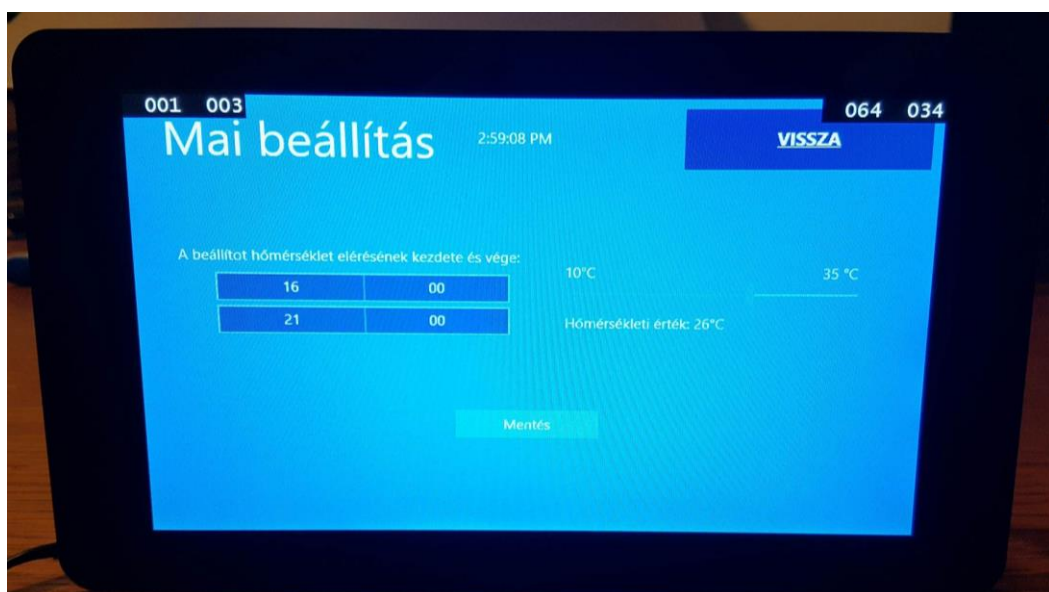 001 003
064 034
Mai beállítás
2:59:08 PM
VISSZA
A beállítot hőmérséklet elérésének kezdete és vége:
16 00
21 00
10°C
35 °C
Hőmérsékleti érték: 26°C
Mentés